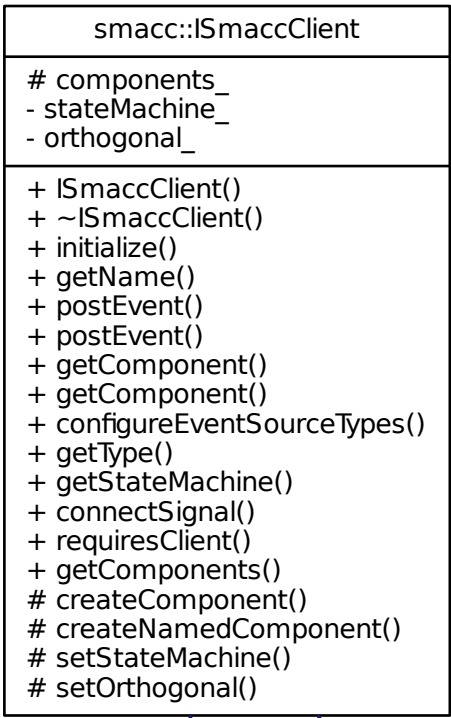 smacc::ISmaccClient
# components_
- stateMachine_
- orthogonal_
+ ISmaccClient()
+ ~ISmaccClient()
+ initialize()
+ getName()
+ postEvent()
+ postEvent()
+ getComponent()
+ getComponent()
+ configureEventSourceTypes()
+ getType()
+ getStateMachine()
+ connectSignal()
+ requiresClient()
+ getComponents()
# createComponent()
# createNamedComponent()
# setStateMachine()
# setOrthogonal()